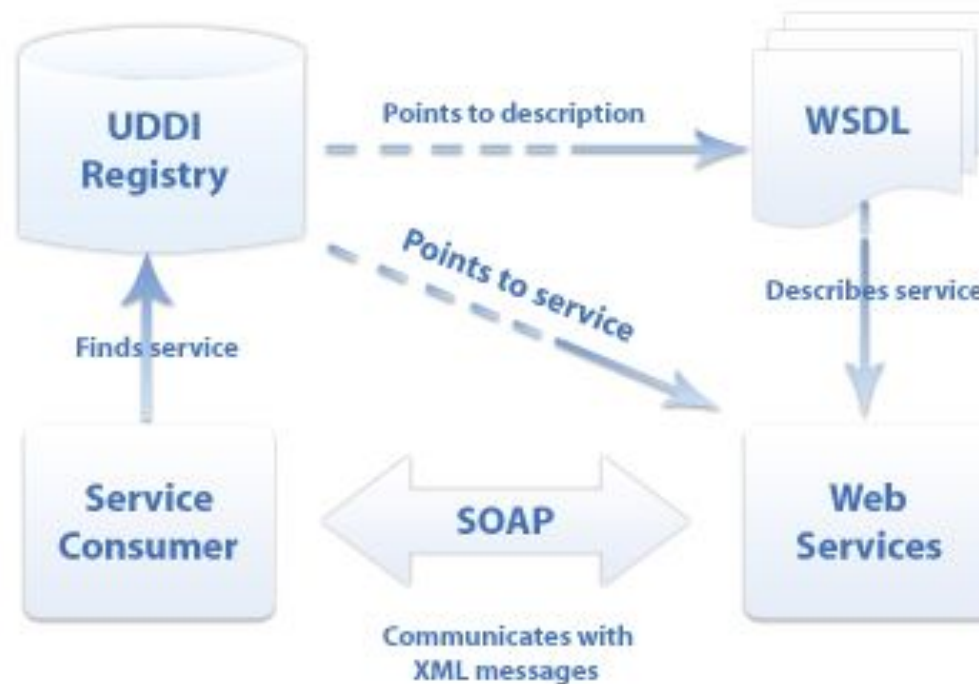 UDDI
Registry
Points to description
WSDL
Points to service
Describes service
Finds service
Service
Consumer
SOAP
Web
Services
Communicates with
XML messages